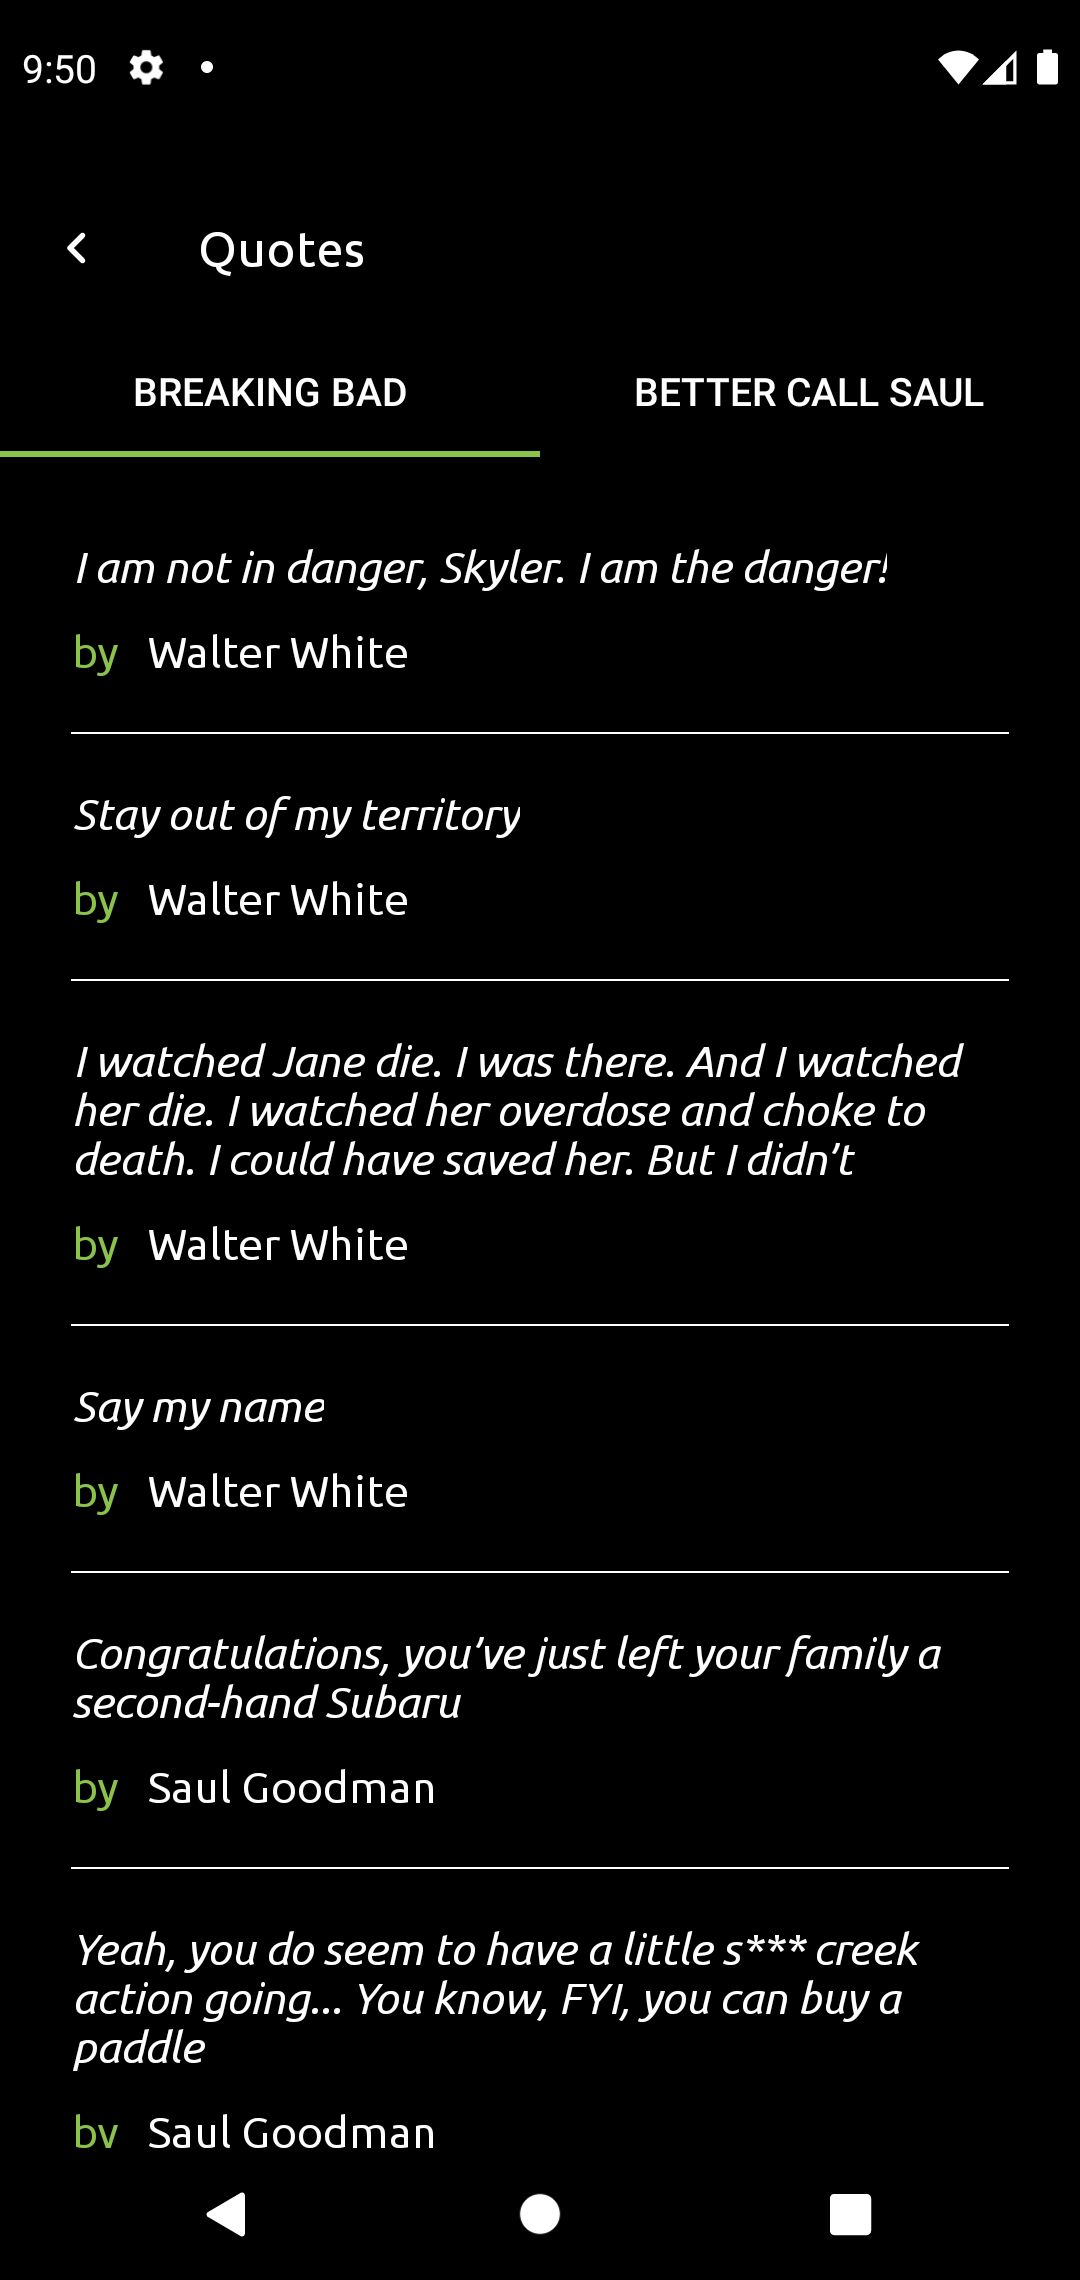 9:50
Quotes
BREAKING BAD
BETTER CALL SAUL
I am not in danger, Skyler. I am the danger!
by Walter White
Stay out of my territory
by Walter White
I watched Jane die. I was there. And I watched
her die. I watched her overdose and choke to
death. I could have saved her. But I didn’t
by Walter White
Say my name
by Walter White
Congratulations, you’ve just left your family a
second-hand Subaru
by Saul Goodman
Yeah, you do seem to have a little s*** creek
action going... You know, FYI, you can buy a
paddle
by Saul Goodman